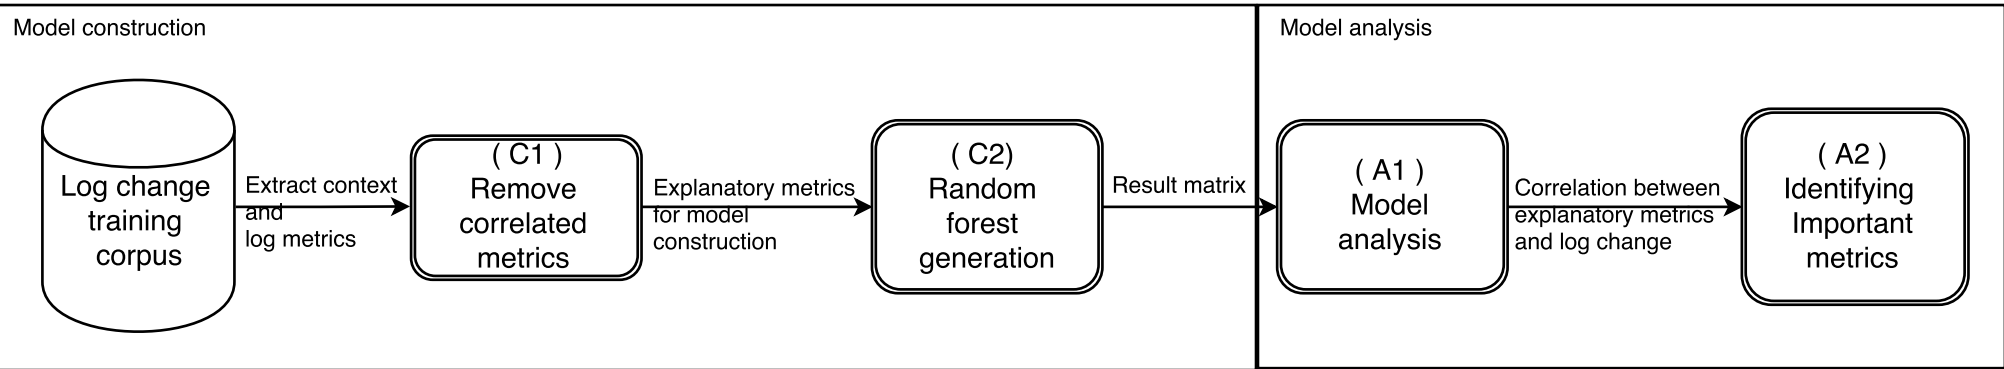 Model construction
Model analysis
Log change
training
corpus
Extract context
and
log metrics
( C1 )
Remove
correlated
metrics
Explanatory metrics
for model
construction
( C2)
Random
forest
generation
Result matrix
( A1 )
Model
analysis
Correlation between
explanatory metrics
and log change
( A2 )
Identifying
Important
metrics